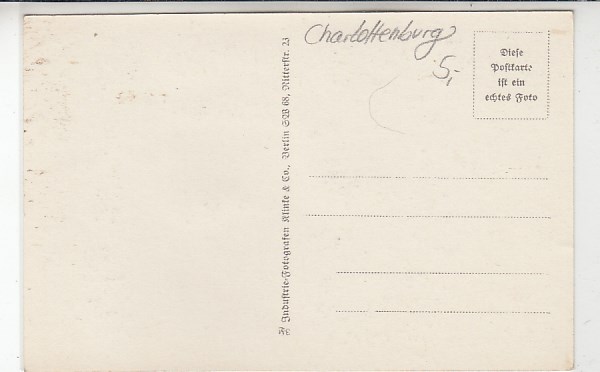 Charlottenburg
5,-
Diese
Postkarte
ist ein
echtes Foto
Industrie-Fotografen Klinke & Co., Berlin SW 68, Ritterstr. 23